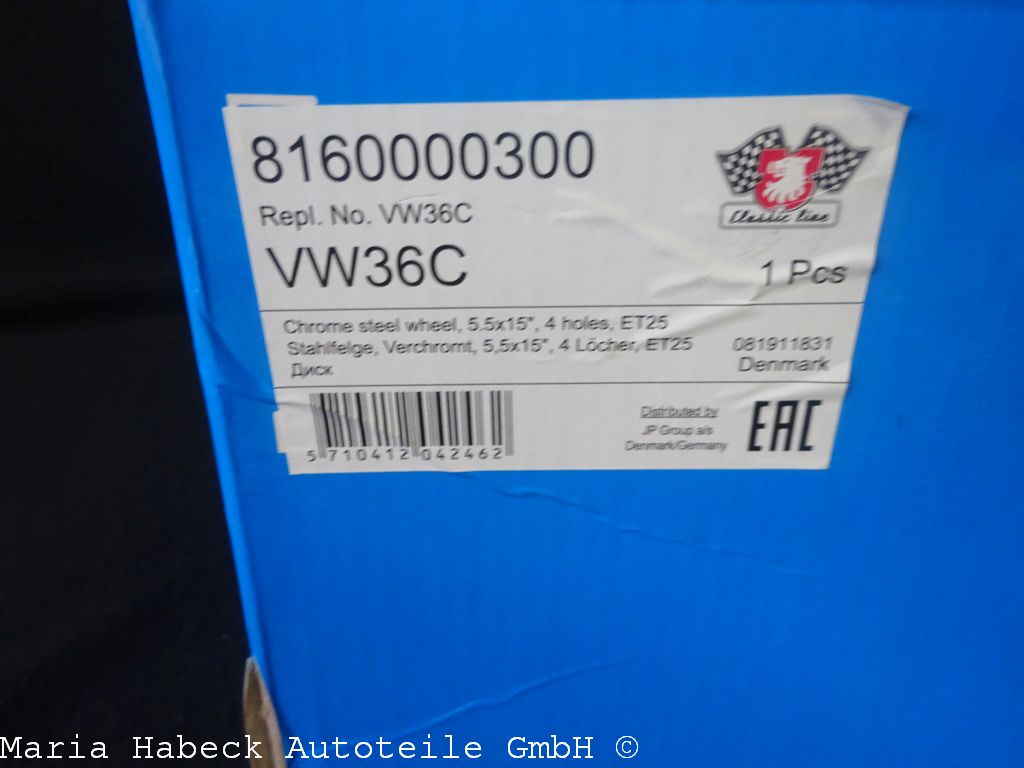 8160000300
Repl. No. VW36C
VW36C
1 Pcs
Classic line
Chrome steel wheel, 5.5x15", 4 holes, ET25
Stahlfelge, Verchromt, 5,5x15", 4 Löcher, ET25
Диск
081911831
Denmark
5 710412 042462
Distributed by
JP Group a/s
Denmark/Germany
EAC
Maria Habeck Autoteile GmbH ©